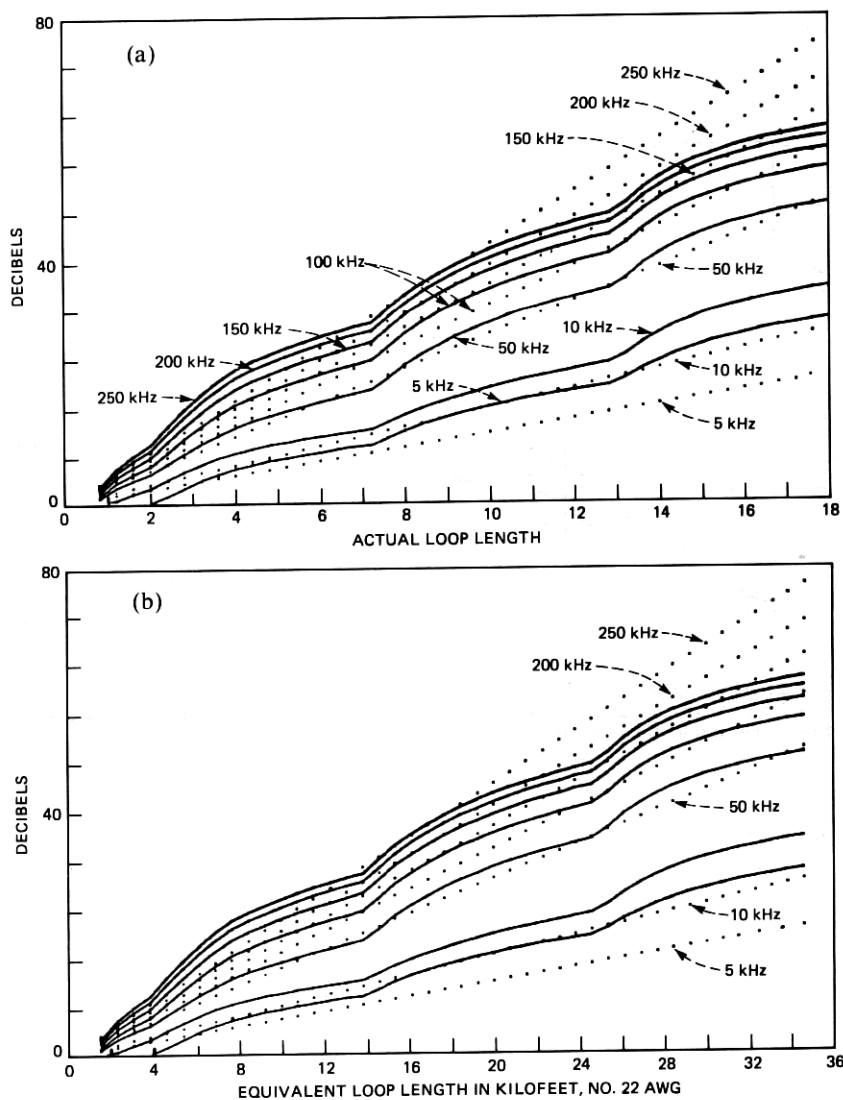 80
(a)
250 kHz
200 kHz
150 kHz
DECIBELS
40
100 kHz
50 kHz
150 kHz
10 kHz
200 kHz
50 kHz
10 kHz
250 kHz
5 kHz
5 kHz
0
0 2 4 6 8 10 12 14 16 18
ACTUAL LOOP LENGTH
80
(b)
250 kHz
200 kHz
DECIBELS
40
50 kHz
10 kHz
5 kHz
0
0 4 8 12 16 20 24 28 32 36
EQUIVALENT LOOP LENGTH IN KILOFEET, NO. 22 AWG